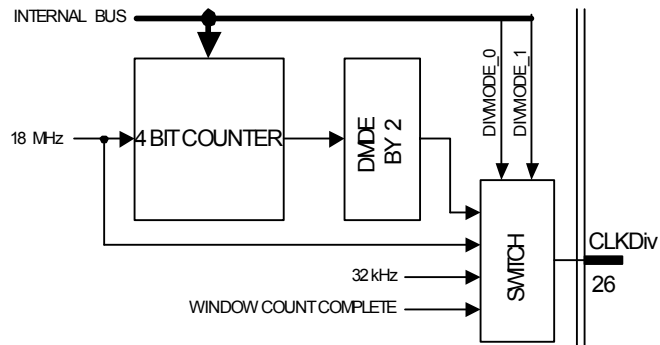 INTERNAL BUS
DIVMODE_0
DIVMODE_1
18 MHz
4 BIT COUNTER
DIVIDE
BY 2
SWITCH
CLKDiv
26
32 kHz
WINDOW COUNT COMPLETE